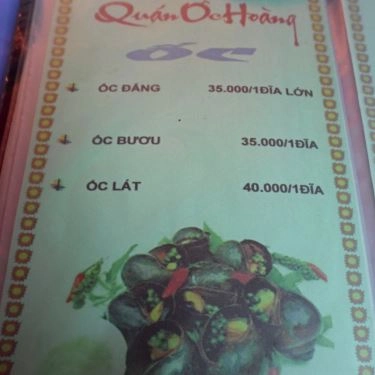 Quán Ốc Hoàng
ỐC
ỐC ĐẮNG 35.000/1ĐĨA LỚN
ỐC BƯƠU 35.000/1ĐĨA
ỐC LÁT 40.000/1ĐĨA